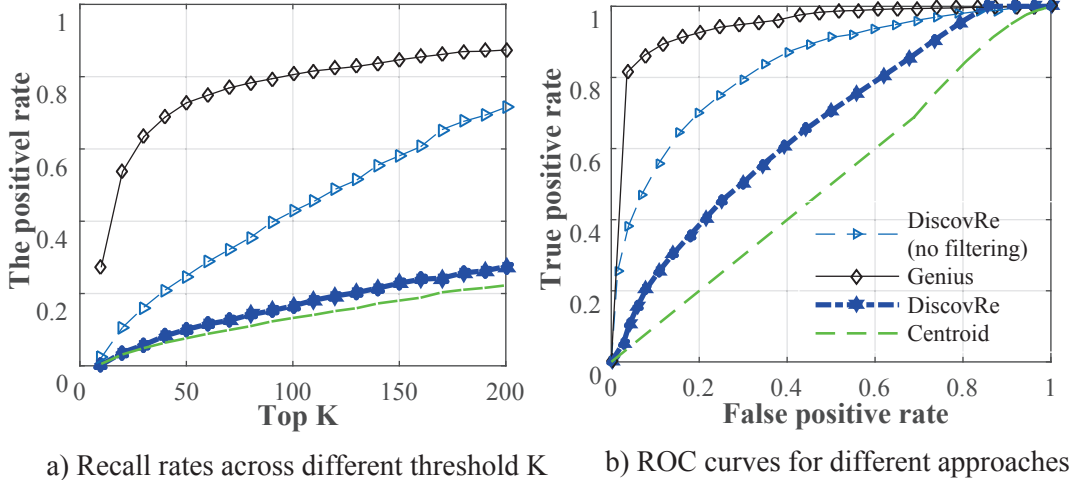 1
0.8
0.6
0.4
0.2
0
The positivel rate
50
100
150
200
Top K
a) Recall rates across different threshold K
1
0.8
0.6
0.4
0.2
0
True positive rate
0.2
0.4
0.6
0.8
1
False positive rate
DiscovRe
(no filtering)
Genius
DiscovRe
Centroid
b) ROC curves for different approaches